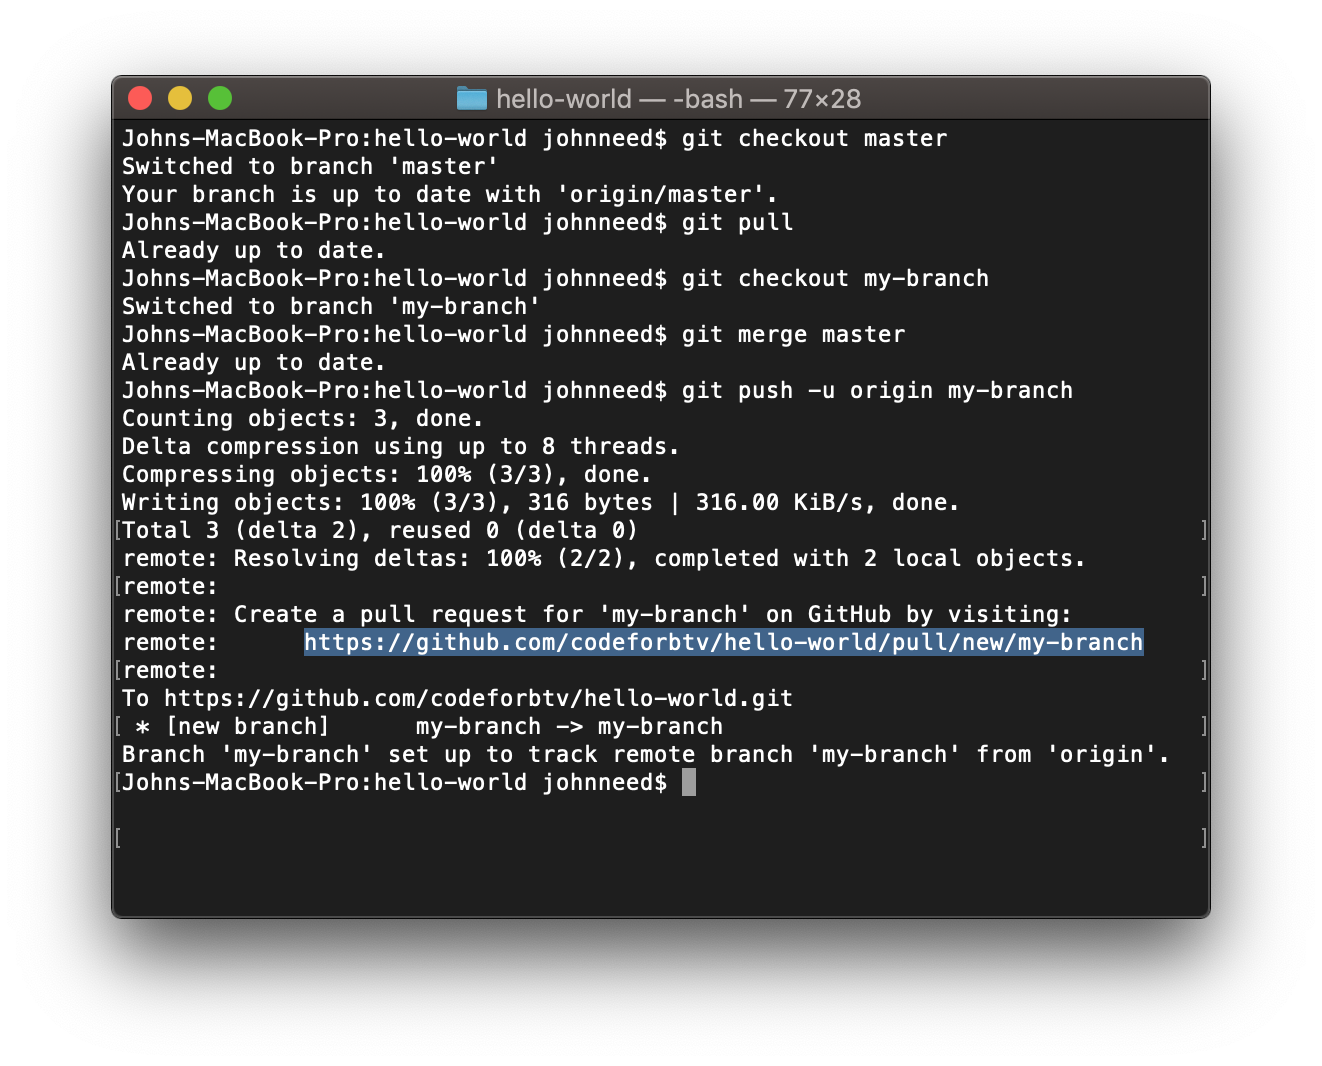 hello-world — -bash — 77×28
Johns-MacBook-Pro:hello-world johnneed$ git checkout master
Switched to branch 'master'
Your branch is up to date with 'origin/master'.
Johns-MacBook-Pro:hello-world johnneed$ git pull
Already up to date.
Johns-MacBook-Pro:hello-world johnneed$ git checkout my-branch
Switched to branch 'my-branch'
Johns-MacBook-Pro:hello-world johnneed$ git merge master
Already up to date.
Johns-MacBook-Pro:hello-world johnneed$ git push -u origin my-branch
Counting objects: 3, done.
Delta compression using up to 8 threads.
Compressing objects: 100% (3/3), done.
Writing objects: 100% (3/3), 316 bytes | 316.00 KiB/s, done.
[Total 3 (delta 2), reused 0 (delta 0) ]
remote: Resolving deltas: 100% (2/2), completed with 2 local objects.
[remote: ]
remote: Create a pull request for 'my-branch' on GitHub by visiting:
remote:      https://github.com/codeforbtv/hello-world/pull/new/my-branch
[remote: ]
To https://github.com/codeforbtv/hello-world.git
[ * [new branch]      my-branch -> my-branch ]
Branch 'my-branch' set up to track remote branch 'my-branch' from 'origin'.
[Johns-MacBook-Pro:hello-world johnneed$ ]
[ ]